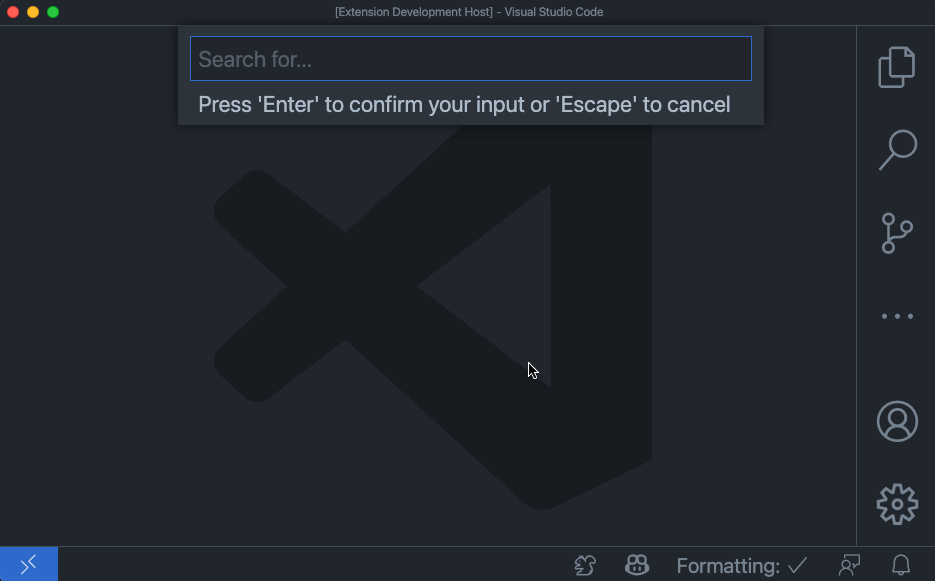 [Extension Development Host] - Visual Studio Code
Search for...
Press 'Enter' to confirm your input or 'Escape' to cancel
Formatting: